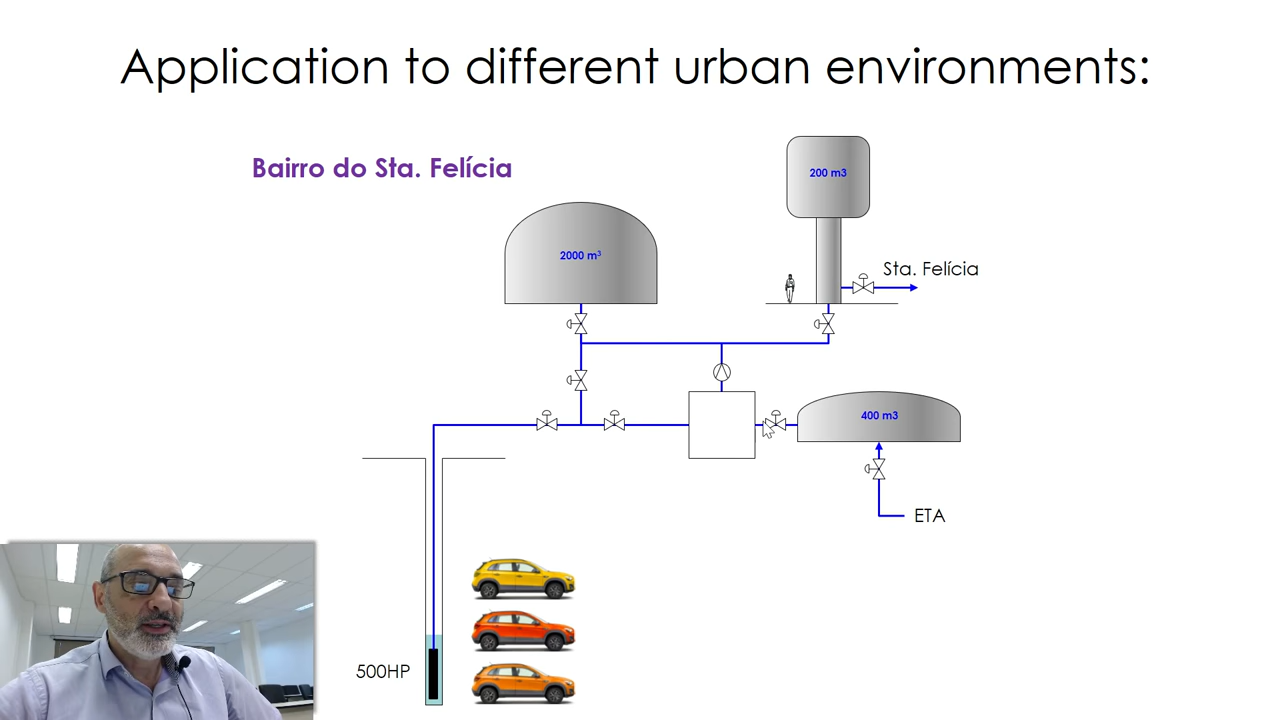 Application to different urban environments:
Bairro do Sta. Felícia
200 m3
2000 m³
Sta. Felícia
400 m3
ETA
500HP